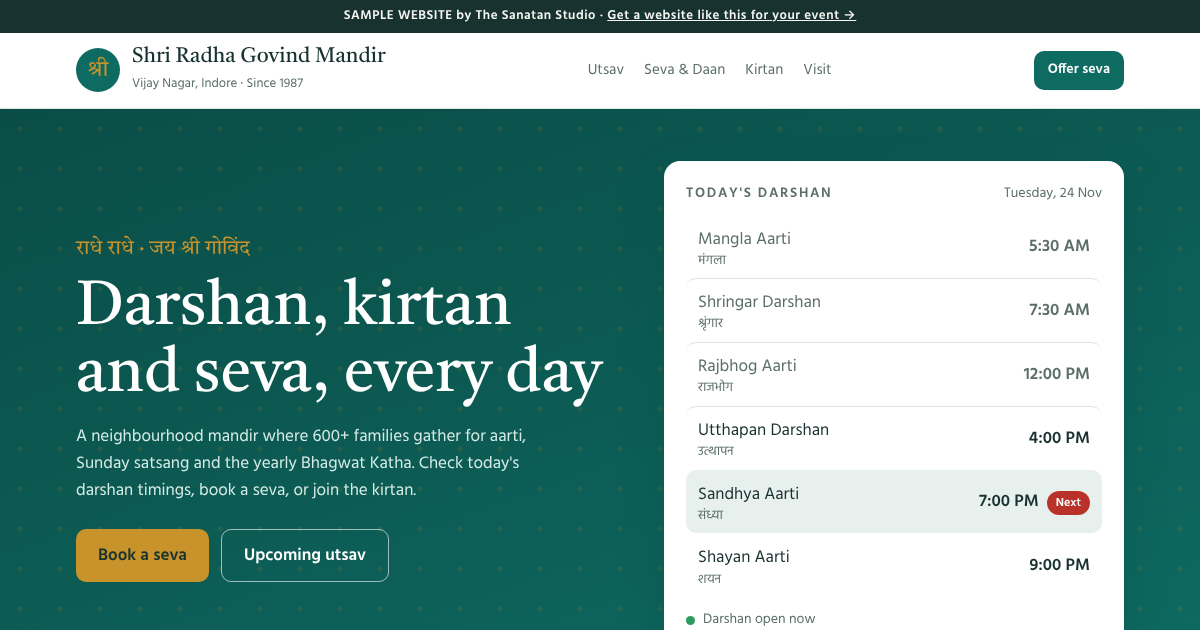 SAMPLE WEBSITE by The Sanatan Studio · Get a website like this for your event →
श्री
Shri Radha Govind Mandir
Vijay Nagar, Indore · Since 1987
Utsav
Seva & Daan
Kirtan
Visit
Offer seva
राधे राधे · जय श्री गोविंद
Darshan, kirtan
and seva, every day
A neighbourhood mandir where 600+ families gather for aarti,
Sunday satsang and the yearly Bhagwat Katha. Check today's
darshan timings, book a seva, or join the kirtan.
Book a seva
Upcoming utsav
TODAY'S DARSHAN
Tuesday, 24 Nov
Mangla Aarti
मंगला
5:30 AM
Shringar Darshan
श्रृंगार
7:30 AM
Rajbhog Aarti
राजभोग
12:00 PM
Utthapan Darshan
उत्थापन
4:00 PM
Sandhya Aarti
संध्या
7:00 PM Next
Shayan Aarti
शयन
9:00 PM
Darshan open now